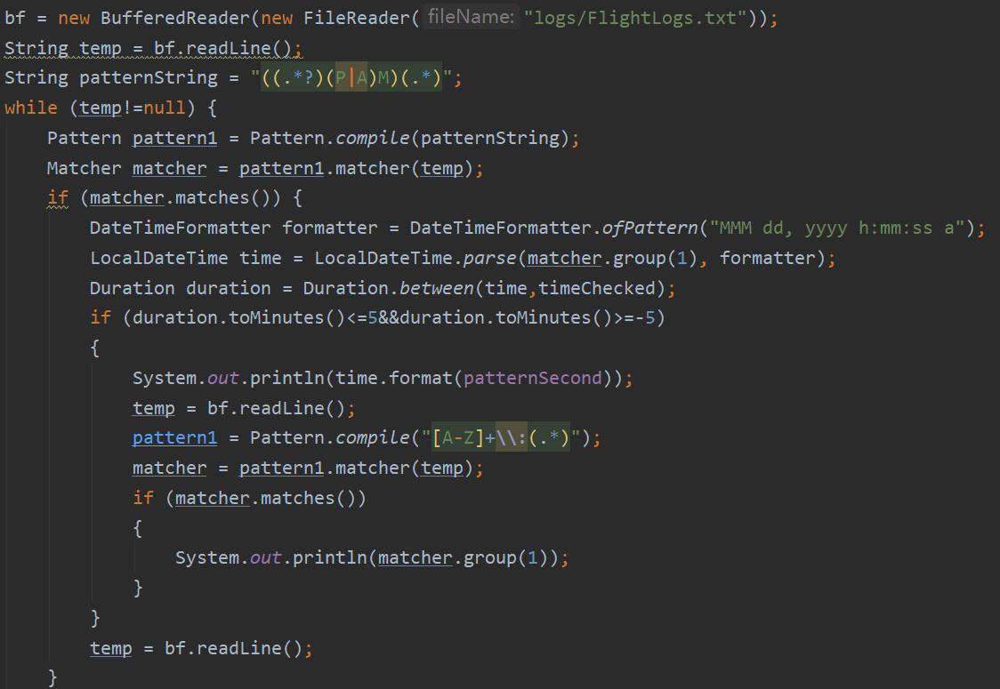 bf = new BufferedReader(new FileReader( fileName: "logs/FlightLogs.txt"));
String temp = bf.readLine();
String patternString = "((.*?)(P|A)M)(.*)";
while (temp!=null) {
    Pattern pattern1 = Pattern.compile(patternString);
    Matcher matcher = pattern1.matcher(temp);
    if (matcher.matches()) {
        DateTimeFormatter formatter = DateTimeFormatter.ofPattern("MMM dd, yyyy h:mm:ss a");
        LocalDateTime time = LocalDateTime.parse(matcher.group(1), formatter);
        Duration duration = Duration.between(time,timeChecked);
        if (duration.toMinutes()<=5&&duration.toMinutes()>=-5)
        {
            System.out.println(time.format(patternSecond));
            temp = bf.readLine();
            pattern1 = Pattern.compile("[A-Z]+\\:(.*)");
            matcher = pattern1.matcher(temp);
            if (matcher.matches())
            {
                System.out.println(matcher.group(1));
            }
        }
        temp = bf.readLine();
    }